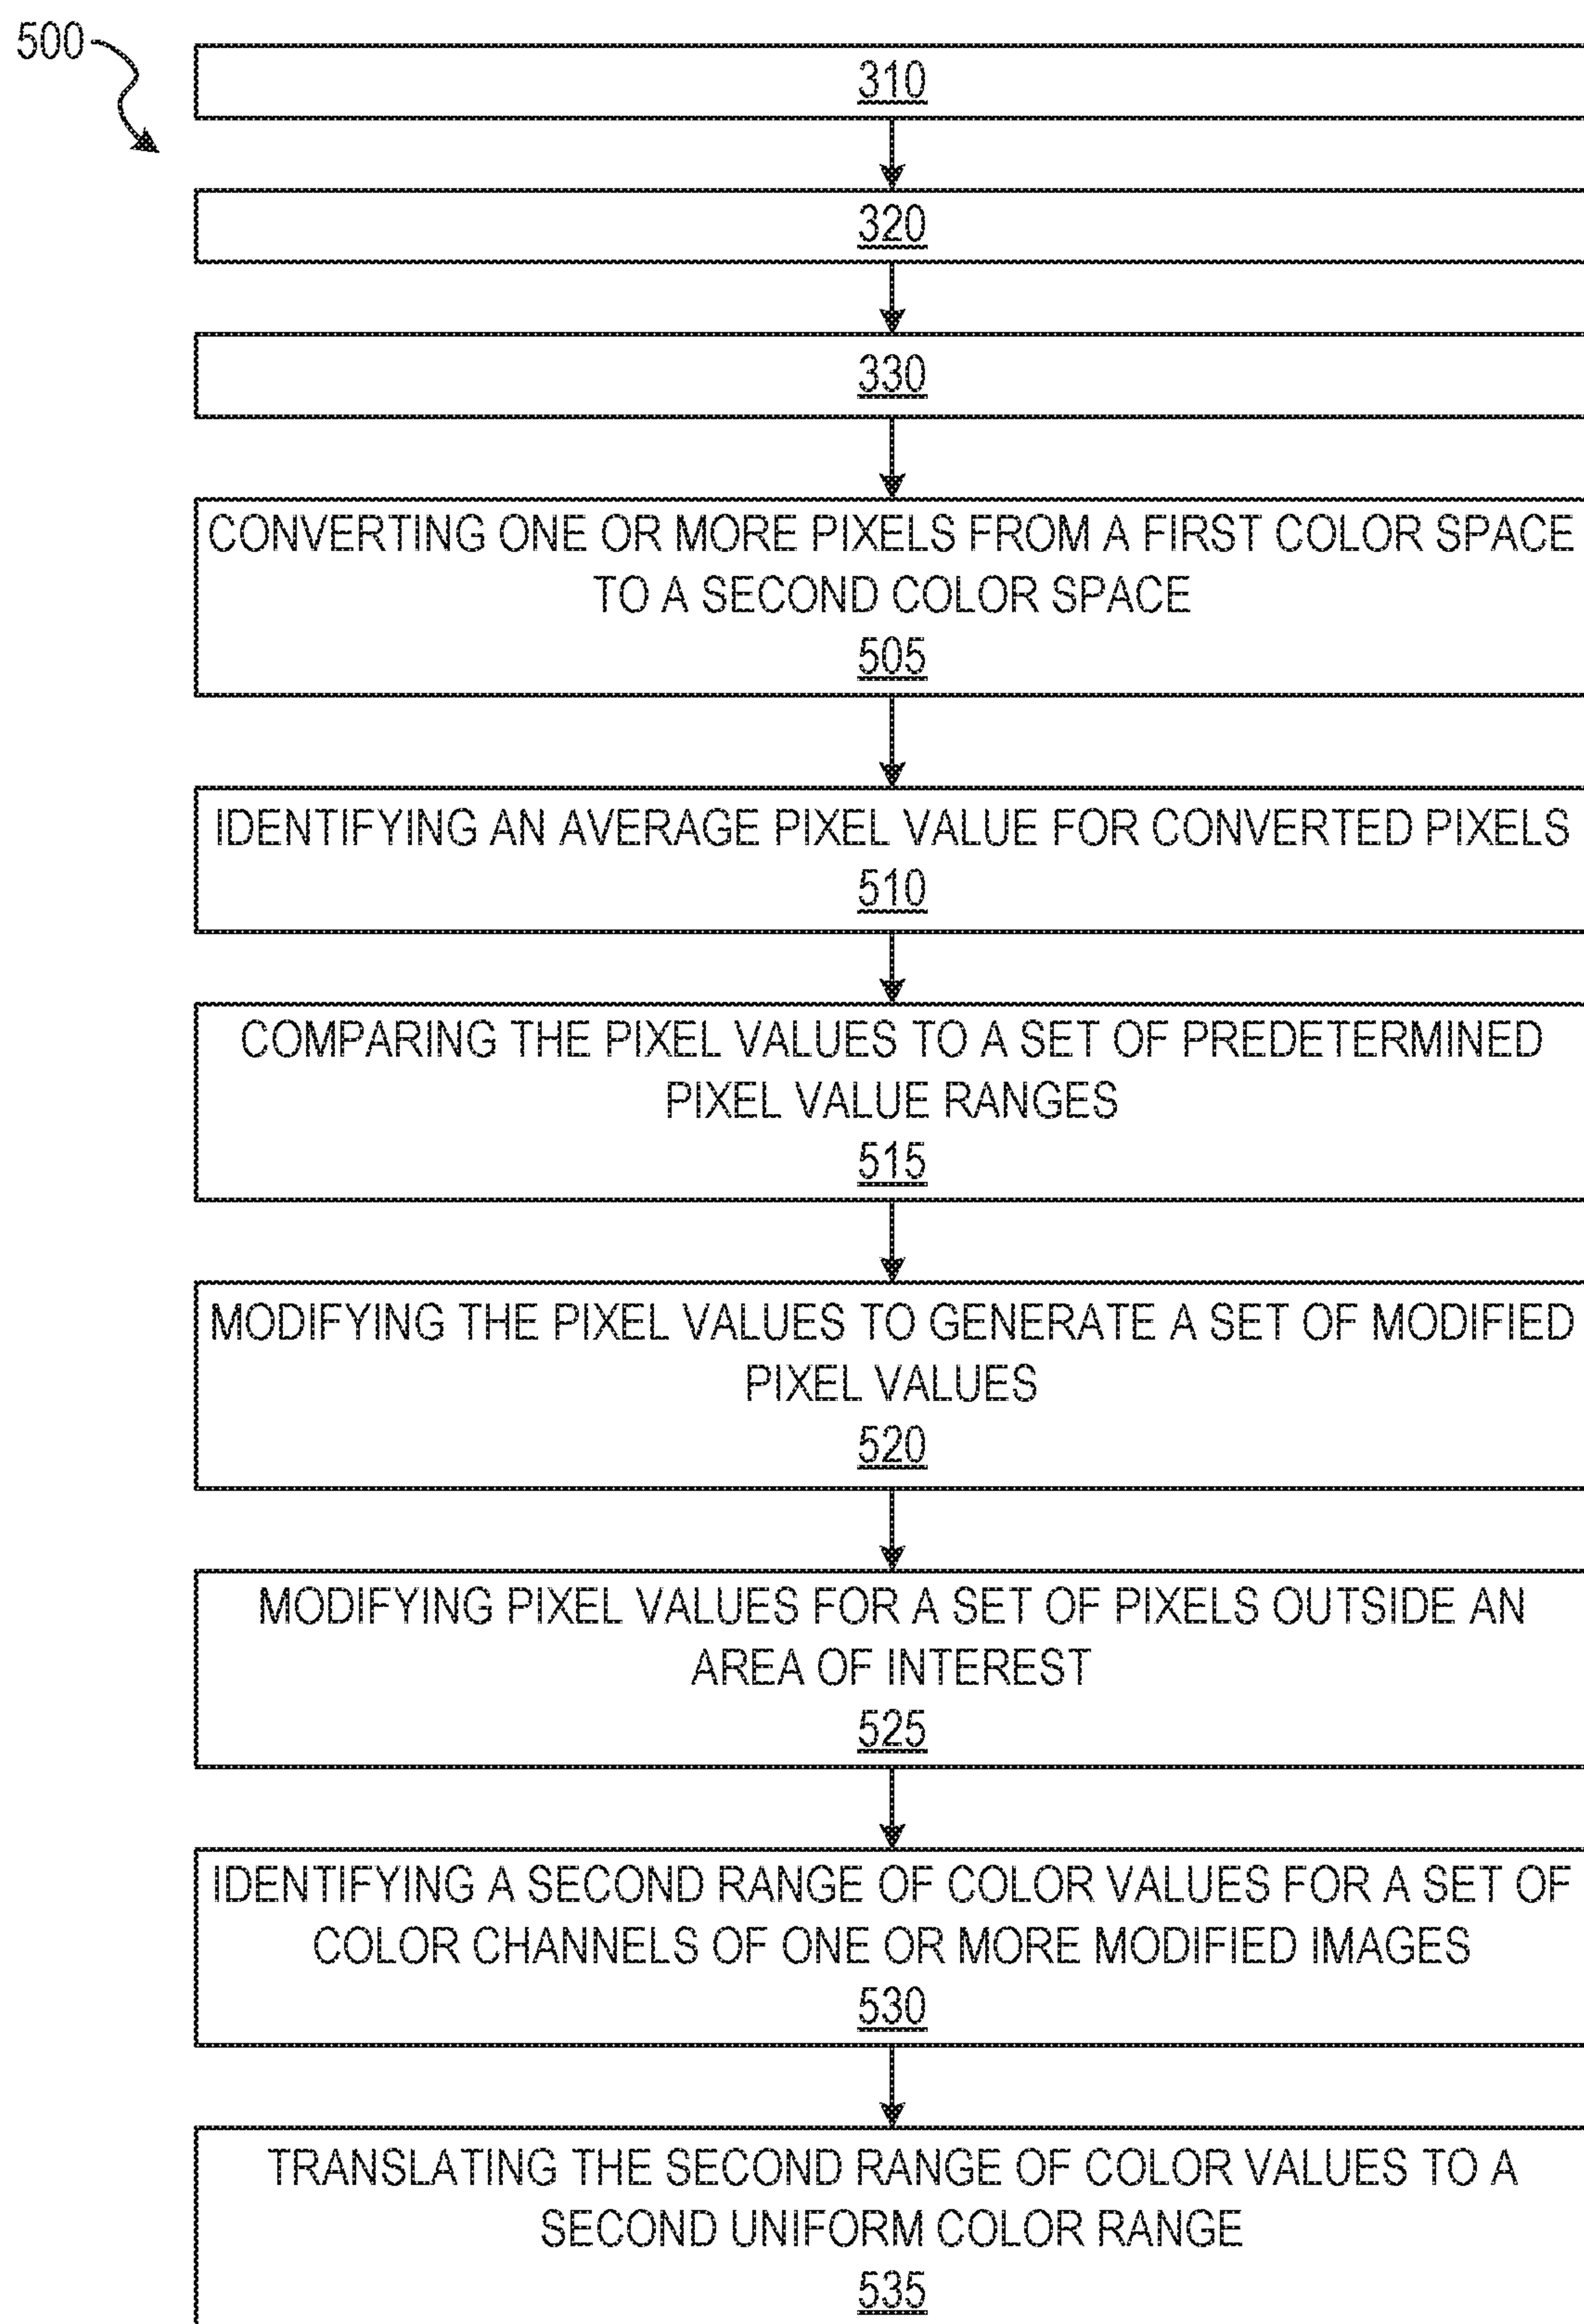 500
310
320
330
CONVERTING ONE OR MORE PIXELS FROM A FIRST COLOR SPACE
TO A SECOND COLOR SPACE
505
IDENTIFYING AN AVERAGE PIXEL VALUE FOR CONVERTED PIXELS
510
COMPARING THE PIXEL VALUES TO A SET OF PREDETERMINED
PIXEL VALUE RANGES
515
MODIFYING THE PIXEL VALUES TO GENERATE A SET OF MODIFIED
PIXEL VALUES
520
MODIFYING PIXEL VALUES FOR A SET OF PIXELS OUTSIDE AN
AREA OF INTEREST
525
IDENTIFYING A SECOND RANGE OF COLOR VALUES FOR A SET OF
COLOR CHANNELS OF ONE OR MORE MODIFIED IMAGES
530
TRANSLATING THE SECOND RANGE OF COLOR VALUES TO A
SECOND UNIFORM COLOR RANGE
535